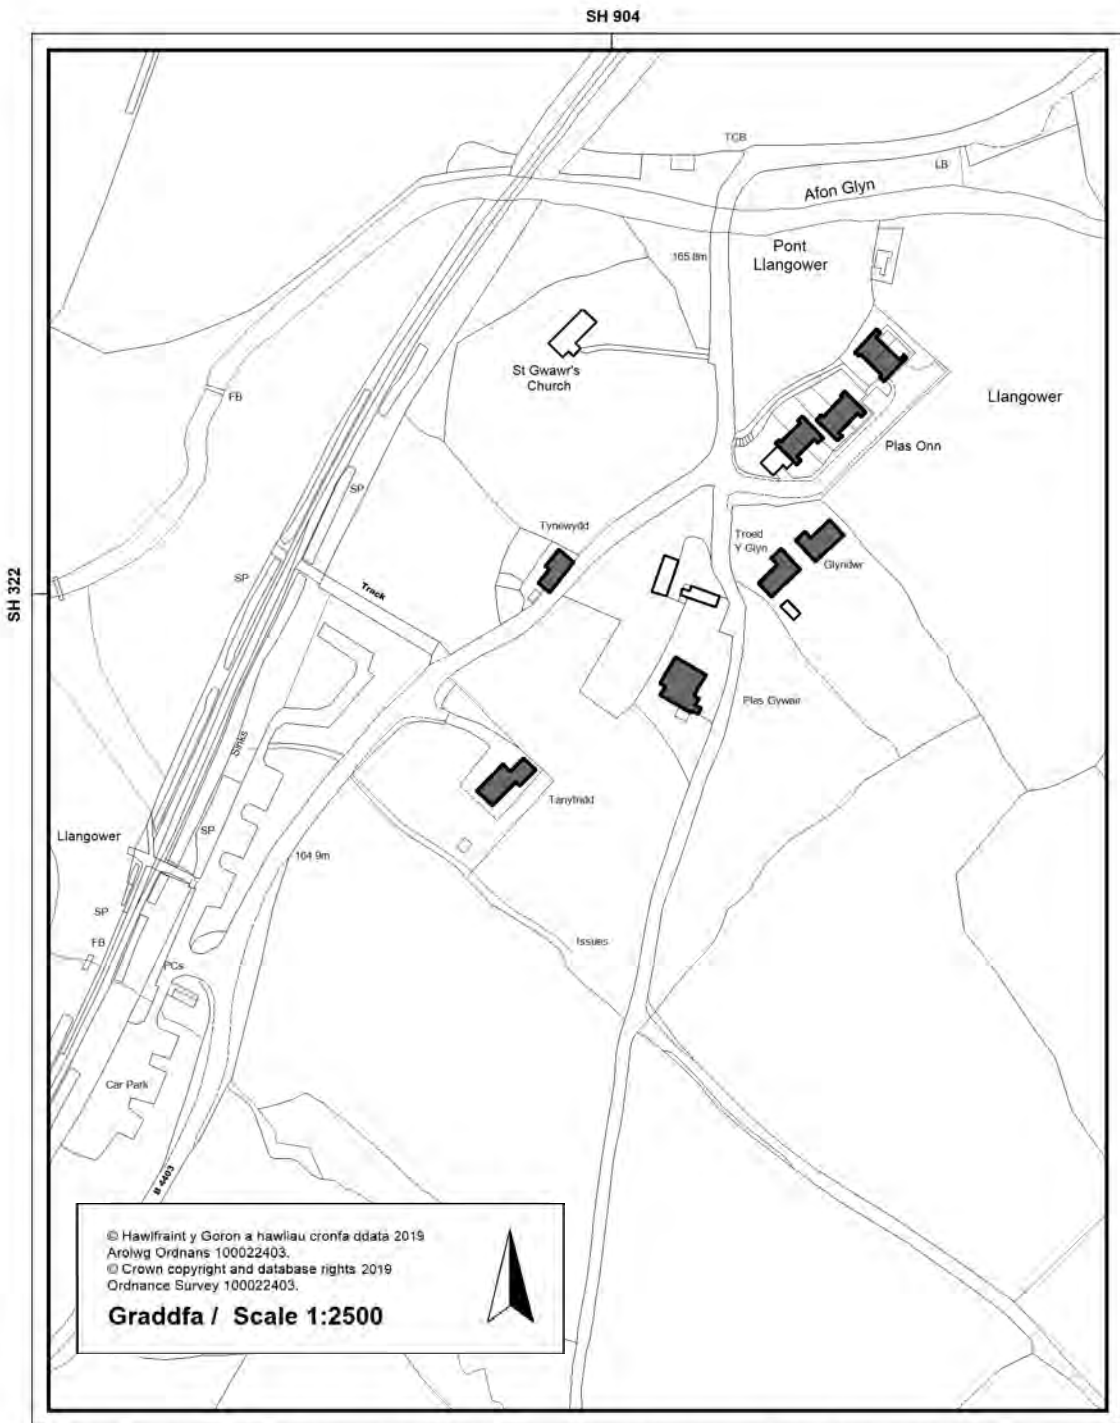 SH 904
TCB
LB
Afon Glyn
165.8m
Pont
Llangower
St Gwawr's
Church
FB
Llangower
Plas Onn
SP
Tynewydd
Troed
Y Glyn
Glyndwr
SH 322
SP
Track
Plas Gywair
Sinks
Tanyffridd
Llangower
SP
164.9m
SP
FB
Issues
PCs
Car Park
B 4403
© Hawlfraint y Goron a hawliau cronfa ddata 2019
Arolwg Ordnans 100022403.
© Crown copyright and database rights 2019
Ordnance Survey 100022403.
Graddfa / Scale 1:2500